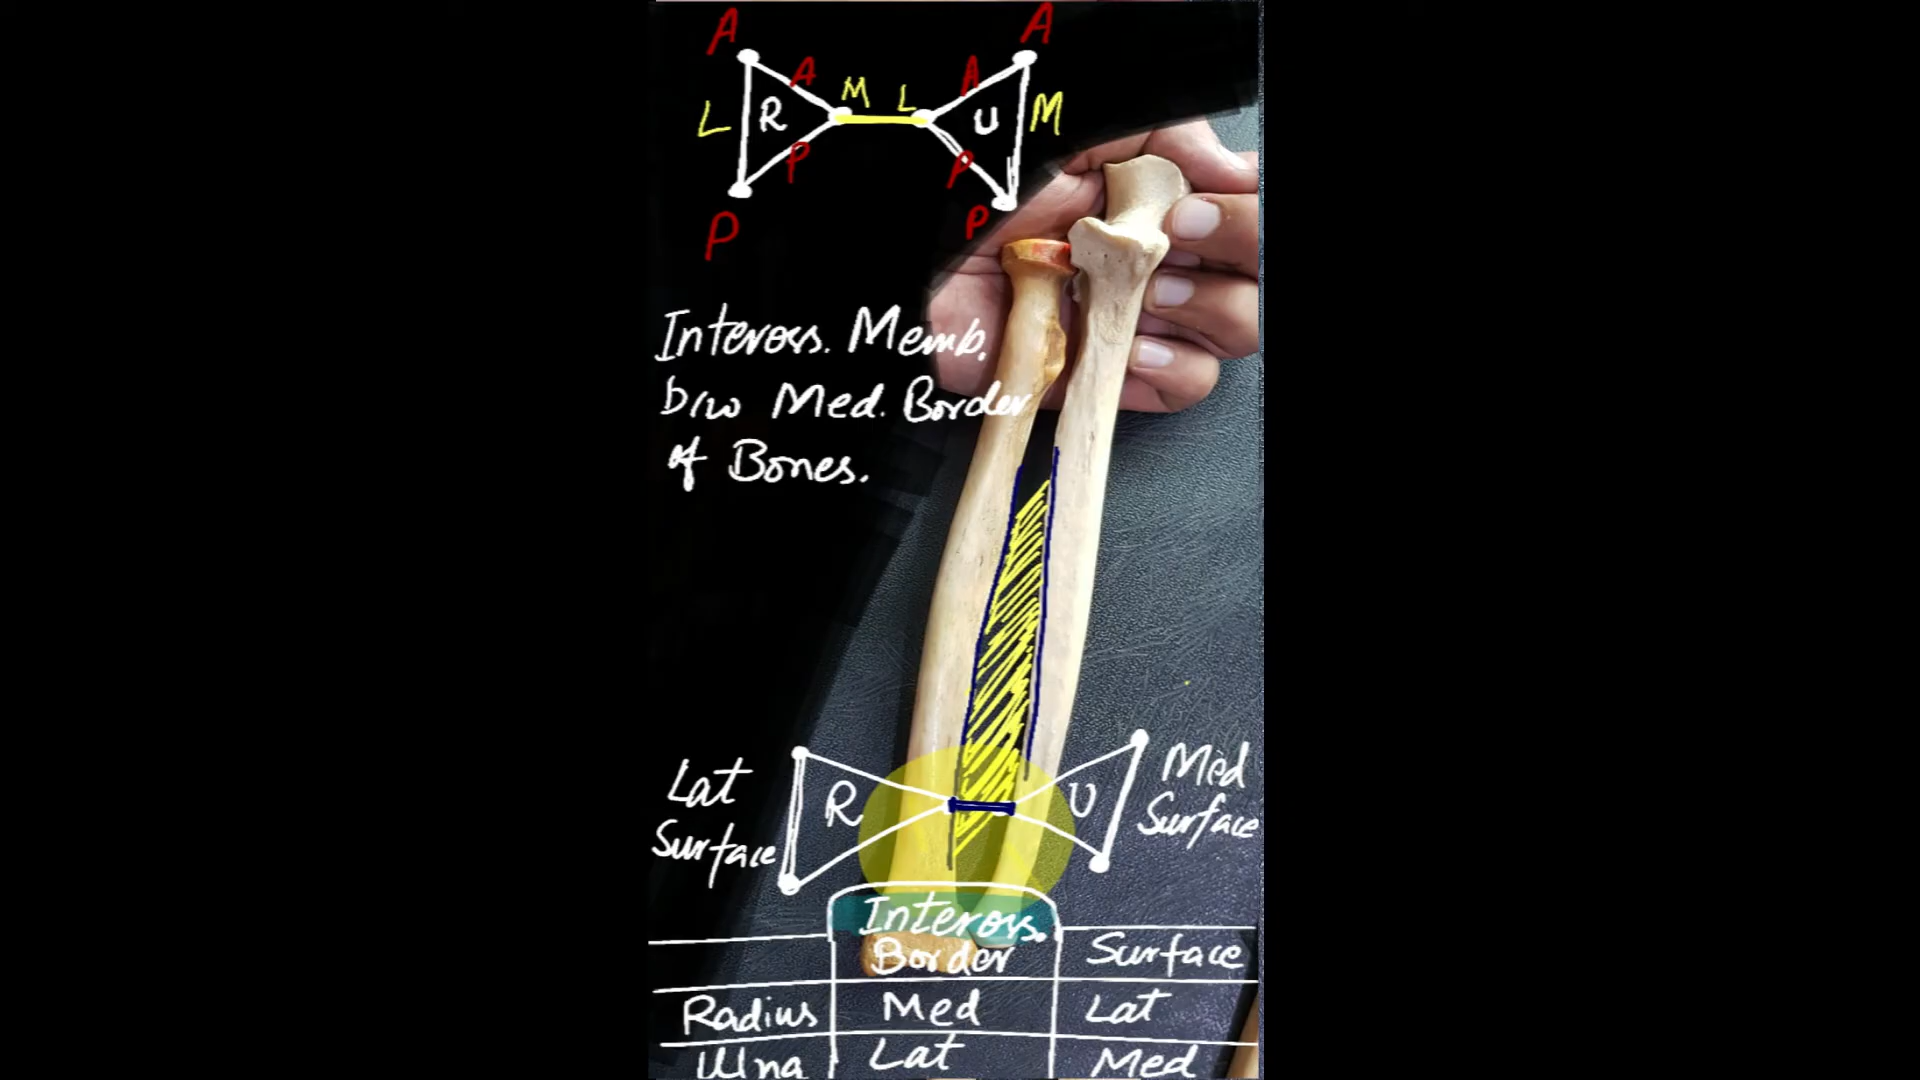 A A
A A
M L
L R U M
P P
P P
Inteross. Memb.
b/w Med. Border
of Bones.
Lat
Surface
R
U
Med
Surface
Inteross.
Border Surface
Radius Med Lat
Ulna Lat Med